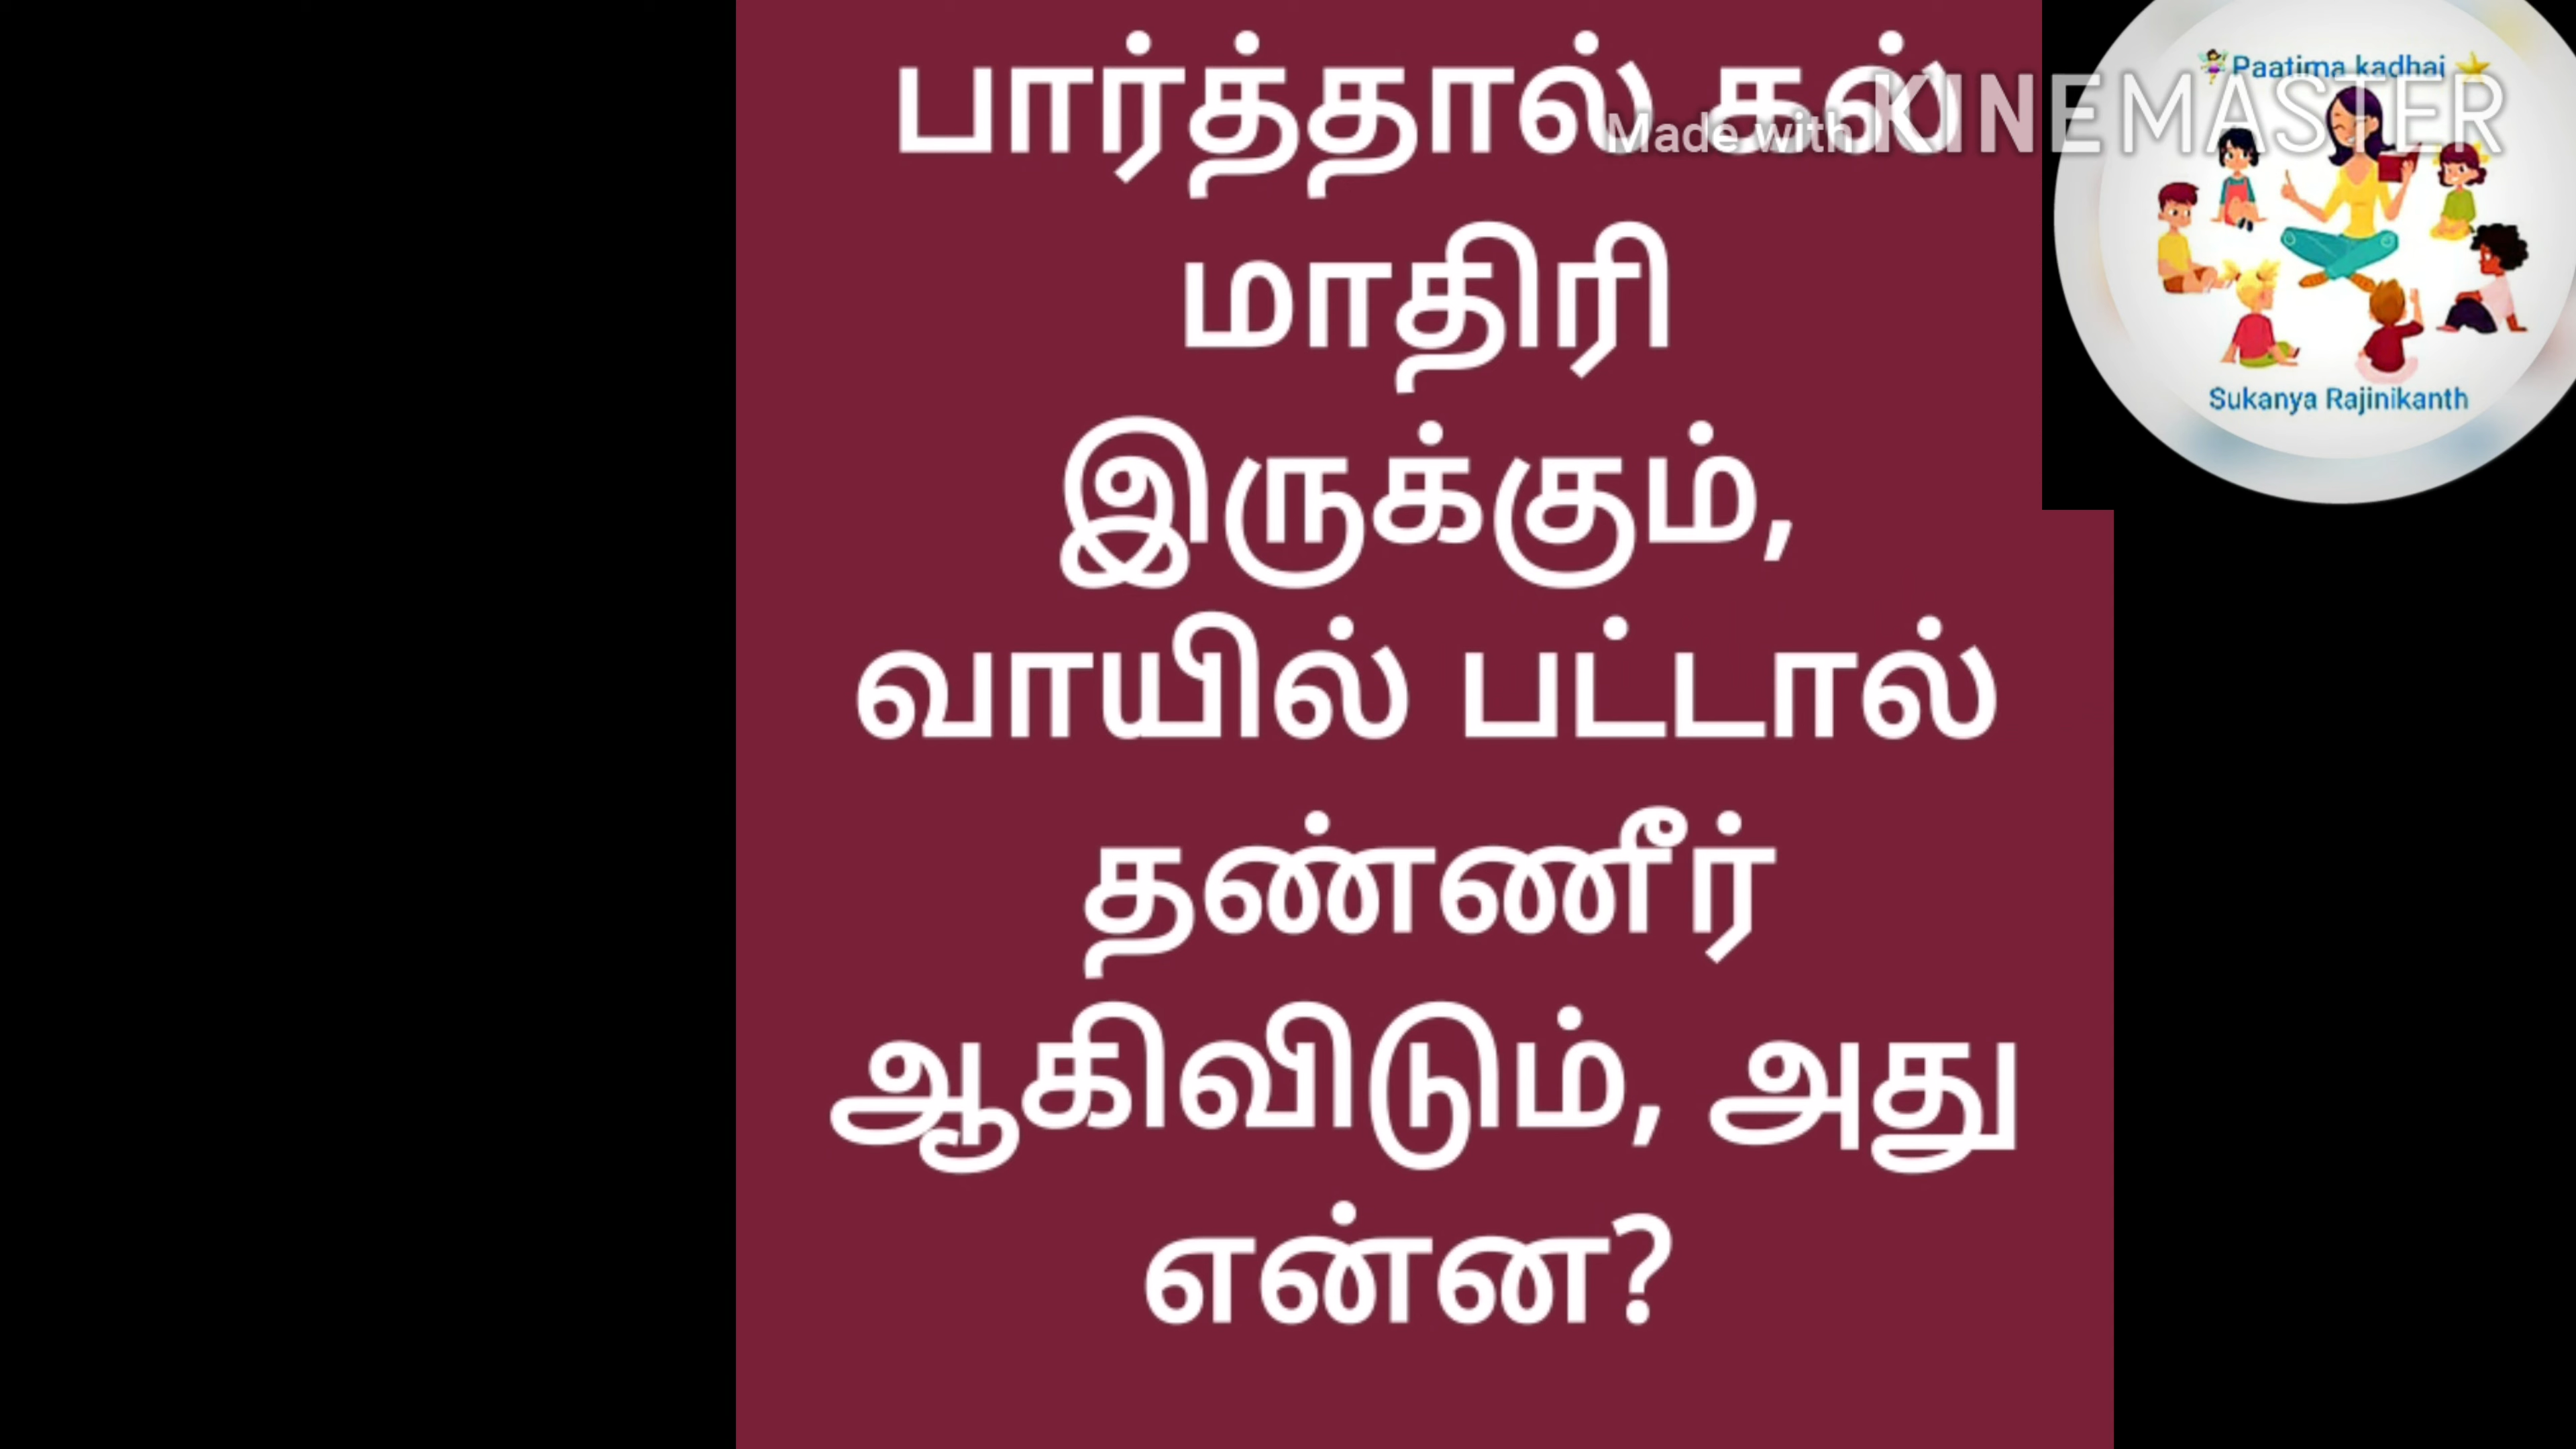 பார்த்தால் கல்
மாதிரி
இருக்கும்,
வாயில் பட்டால்
தண்ணீர்
ஆகிவிடும், அது
என்ன?
Made with KINEMASTER
Paatima kadhai
Sukanya Rajinikanth